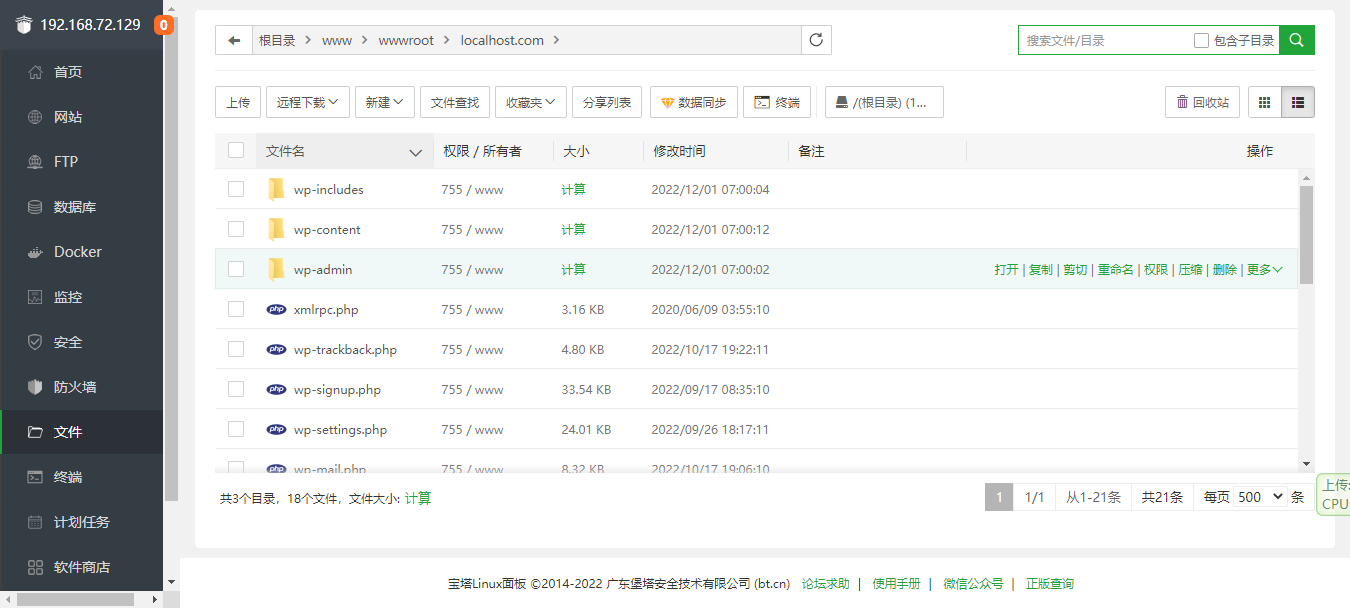 192.168.72.129
0
首页
网站
FTP
数据库
Docker
监控
安全
防火墙
文件
终端
计划任务
软件商店
根目录 www wwwroot localhost.com
搜索文件/目录 包含子目录
上传 远程下载 新建 文件查找 收藏夹 分享列表 数据同步 终端 /(根目录) (1... 回收站
文件名 权限 / 所有者 大小 修改时间 备注 操作
wp-includes 755 / www 计算 2022/12/01 07:00:04
wp-content 755 / www 计算 2022/12/01 07:00:12
wp-admin 755 / www 计算 2022/12/01 07:00:02 打开 | 复制 | 剪切 | 重命名 | 权限 | 压缩 | 删除 | 更多
php xmlrpc.php 755 / www 3.16 KB 2020/06/09 03:55:10
php wp-trackback.php 755 / www 4.80 KB 2022/10/17 19:22:11
php wp-signup.php 755 / www 33.54 KB 2022/09/17 08:35:10
php wp-settings.php 755 / www 24.01 KB 2022/09/26 18:17:11
php wp-mail.php 755 / www 8.32 KB 2022/10/17 19:06:10
共3个目录，18个文件，文件大小: 计算
1 1/1 从1-21条 共21条 每页 500 条
上传:
CPU
宝塔Linux面板 ©2014-2022 广东堡塔安全技术有限公司 (bt.cn) 论坛求助 | 使用手册 | 微信公众号 | 正版查询